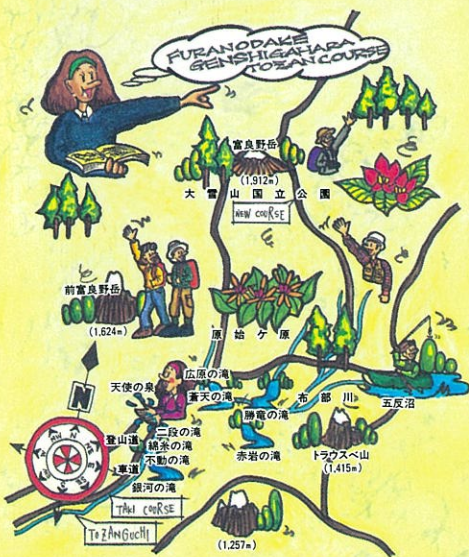 FURANODAKE
GENSHIGAHARA
TOZAN COURSE
富良野岳
(1,912m)
大雪山国立公園
NEW COURSE
前富良野岳
(1,624m)
原始ケ原
広原の滝
天使の泉
蒼天の滝
布部川
五反沼
勝竜の滝
二段の滝
登山道
綿糸の滝
赤岩の滝
トウヤウスベ山
(1,415m)
不動の滝
車道
銀河の滝
N
TAKI COURSE
TOZANGUCHI
(1,257m)